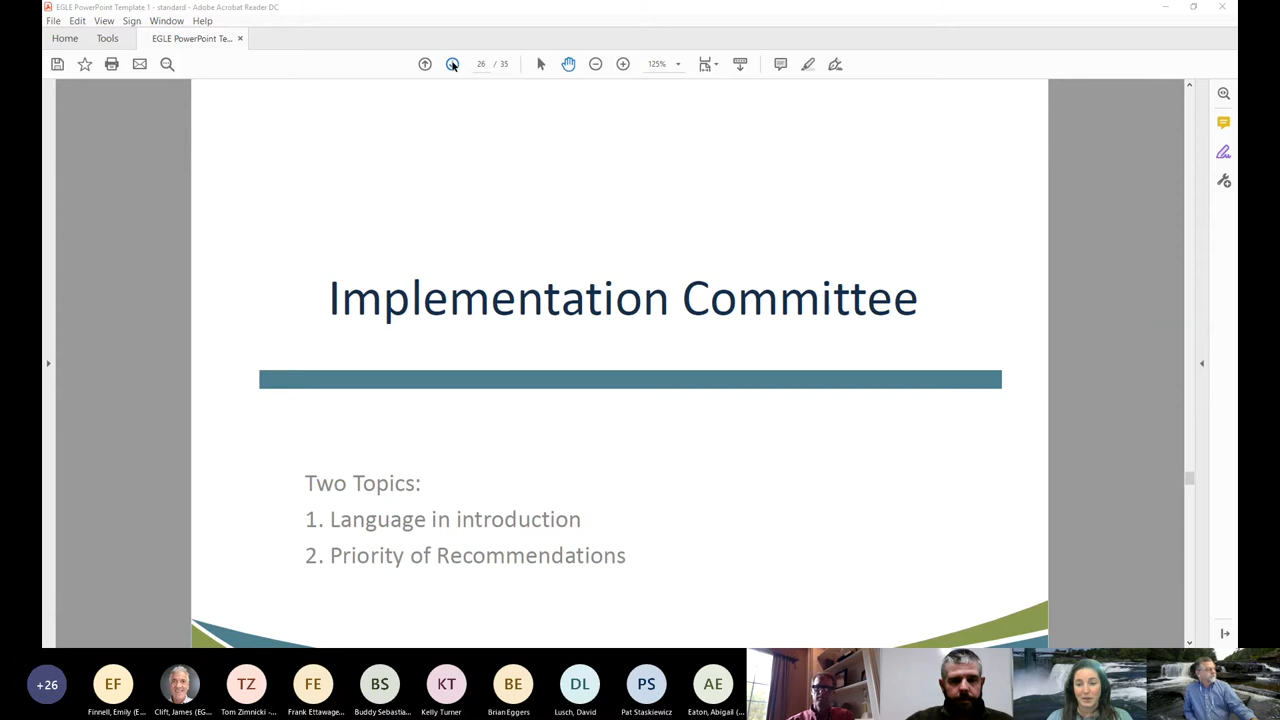 EGLE PowerPoint Template 1 - standard - Adobe Acrobat Reader DC
File Edit View Sign Window Help
Home Tools EGLE PowerPoint Te... ×
26 / 35 125%
Implementation Committee
Two Topics:
1. Language in introduction
2. Priority of Recommendations
+26 EF TZ FE BS KT BE DL PS AE
Finnell, Emily (E... Clift, James (EG... Tom Zimnicki -... Frank Ettawage... Buddy Sebastia... Kelly Turner Brian Eggers Lusch, David Pat Staskiewicz Eaton, Abigail (...